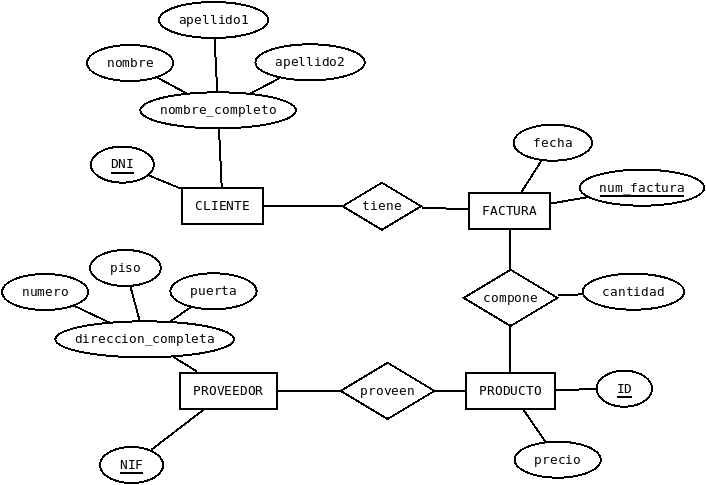 apellido1
nombre
apellido2
nombre_completo
fecha
DNI
num_factura
CLIENTE
tiene
FACTURA
piso
numero
puerta
compone
cantidad
direccion_completa
PROVEEDOR
proveen
PRODUCTO
ID
NIF
precio